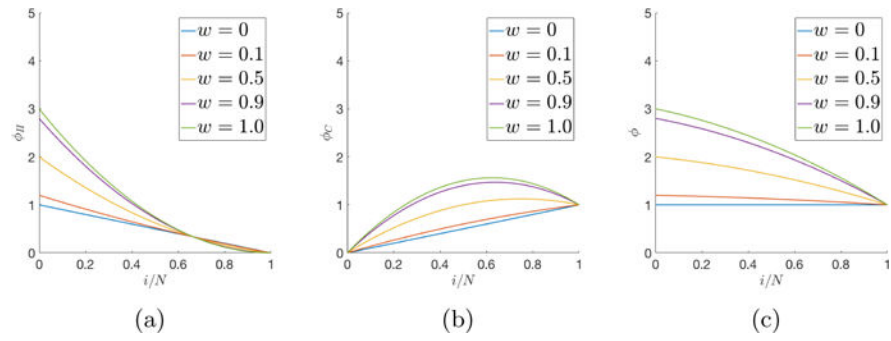 5
4
3
2
1
0
ϕ_H
0 0.2 0.4 0.6 0.8 1
i/N
w = 0
w = 0.1
w = 0.5
w = 0.9
w = 1.0
(a)
5
4
3
2
1
0
ϕ_C
0 0.2 0.4 0.6 0.8 1
i/N
w = 0
w = 0.1
w = 0.5
w = 0.9
w = 1.0
(b)
5
4
3
2
1
0
ϕ
0 0.2 0.4 0.6 0.8 1
i/N
w = 0
w = 0.1
w = 0.5
w = 0.9
w = 1.0
(c)